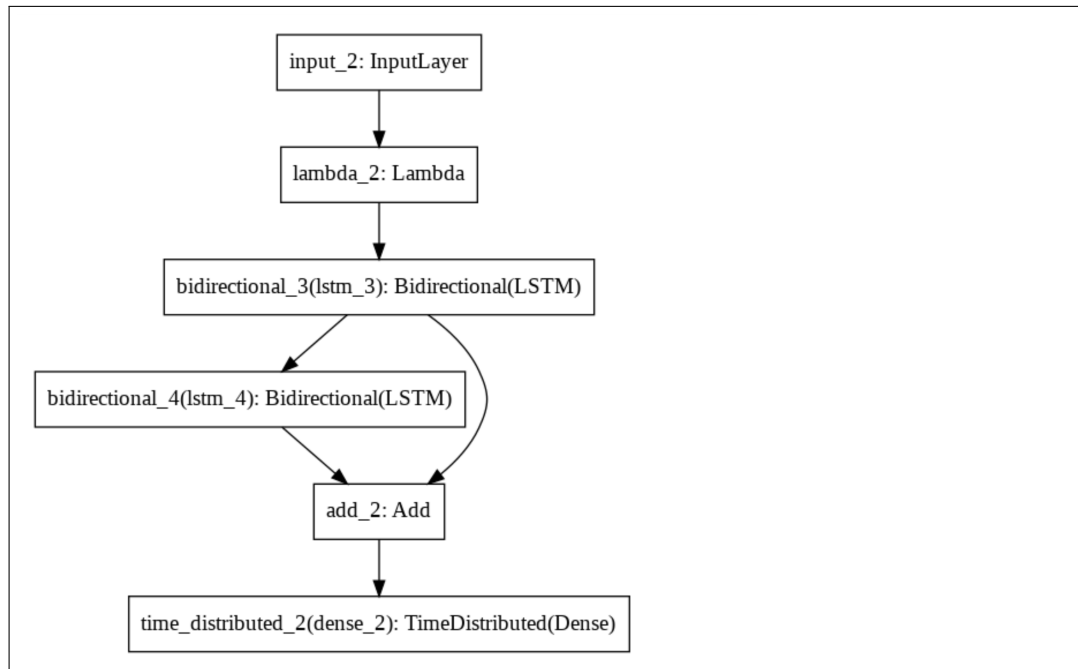 input_2: InputLayer
lambda_2: Lambda
bidirectional_3(lstm_3): Bidirectional(LSTM)
bidirectional_4(lstm_4): Bidirectional(LSTM)
add_2: Add
time_distributed_2(dense_2): TimeDistributed(Dense)